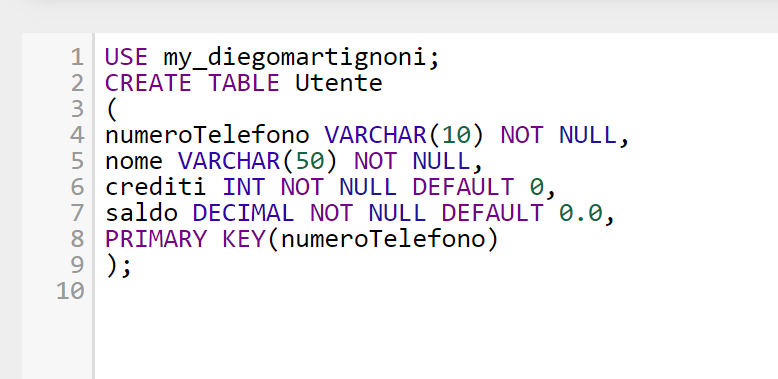 1 USE my_diegomartignoni;
2 CREATE TABLE Utente
3 (
4 numeroTelefono VARCHAR(10) NOT NULL,
5 nome VARCHAR(50) NOT NULL,
6 crediti INT NOT NULL DEFAULT 0,
7 saldo DECIMAL NOT NULL DEFAULT 0.0,
8 PRIMARY KEY(numeroTelefono)
9 );
10